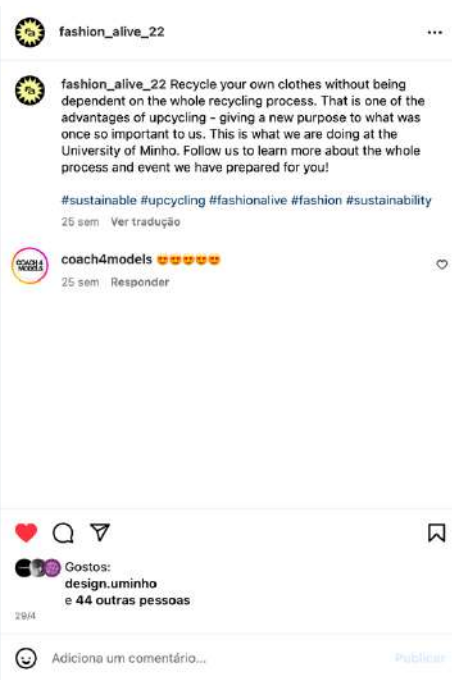 fashion_alive_22
fashion_alive_22 Recycle your own clothes without being
dependent on the whole recycling process. That is one of the
advantages of upcycling - giving a new purpose to what was
once so important to us. This is what we are doing at the
University of Minho. Follow us to learn more about the whole
process and event we have prepared for you!
#sustainable #upcycling #fashionalive #fashion #sustainability
25 sem Ver tradução
COACH4
MODELS
coach4models 😍😍😍😍😍
25 sem Responder
Gostos:
design.uminho
e 44 outras pessoas
29/4
Adiciona um comentário... Publicar